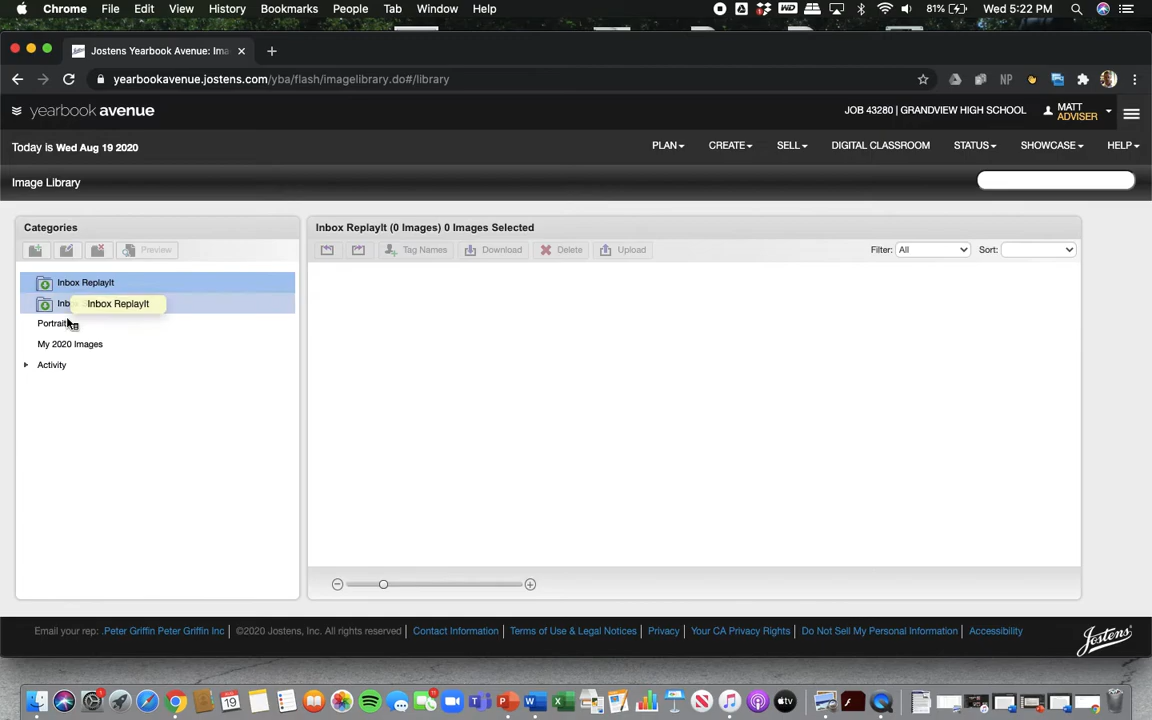 Chrome File Edit View History Bookmarks People Tab Window Help 81% Wed 5:22 PM
Jostens Yearbook Avenue: Ima
yearbookavenue.jostens.com/yba/flash/imagelibrary.do#/library
yearbook avenue
JOB 43280 | GRANDVIEW HIGH SCHOOL
MATT
ADVISER
Today is Wed Aug 19 2020
PLAN CREATE SELL DIGITAL CLASSROOM STATUS SHOWCASE HELP
Image Library
Categories
Inbox ReplayIt (0 Images) 0 Images Selected
Preview
Tag Names Download Delete Upload
Filter: All Sort:
Inbox ReplayIt
Inbox ReplayIt
My 2020 Images
Activity
Email your rep: .Peter Griffin Peter Griffin Inc | ©2020 Jostens, Inc. All rights reserved | Contact Information | Terms of Use & Legal Notices | Privacy | Your CA Privacy Rights | Do Not Sell My Personal Information | Accessibility
Jostens